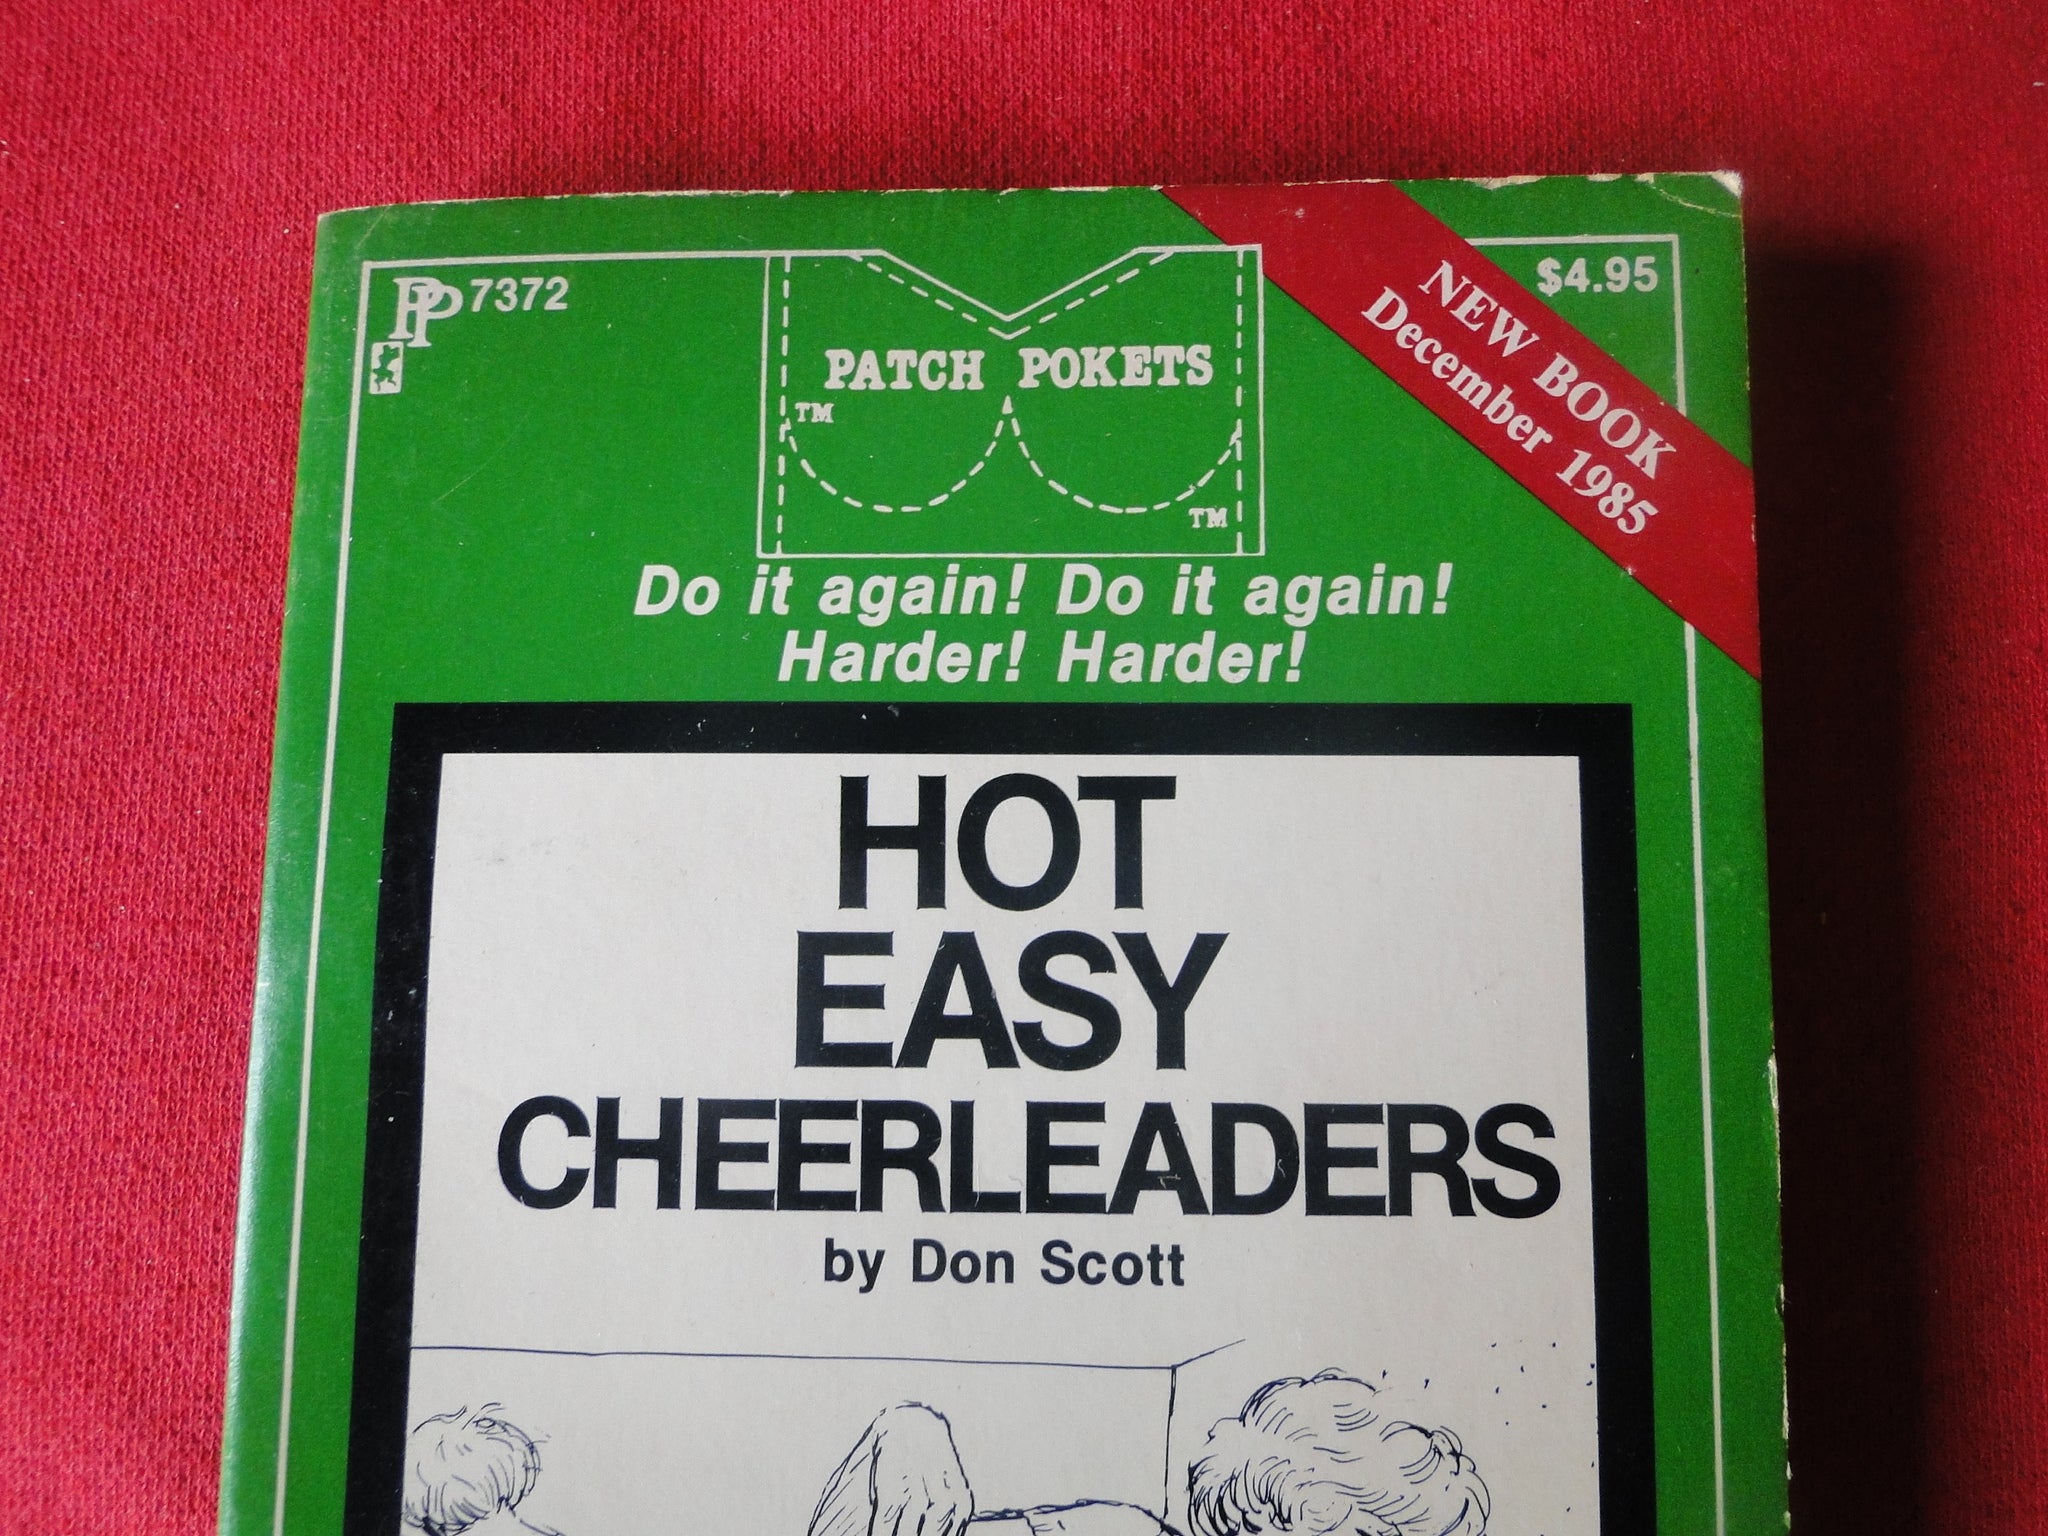 PP 7372
$4.95
NEW BOOK
December 1985
PATCH POKETS
TM
TM
Do it again! Do it again!
Harder! Harder!
HOT
EASY
CHEERLEADERS
by Don Scott